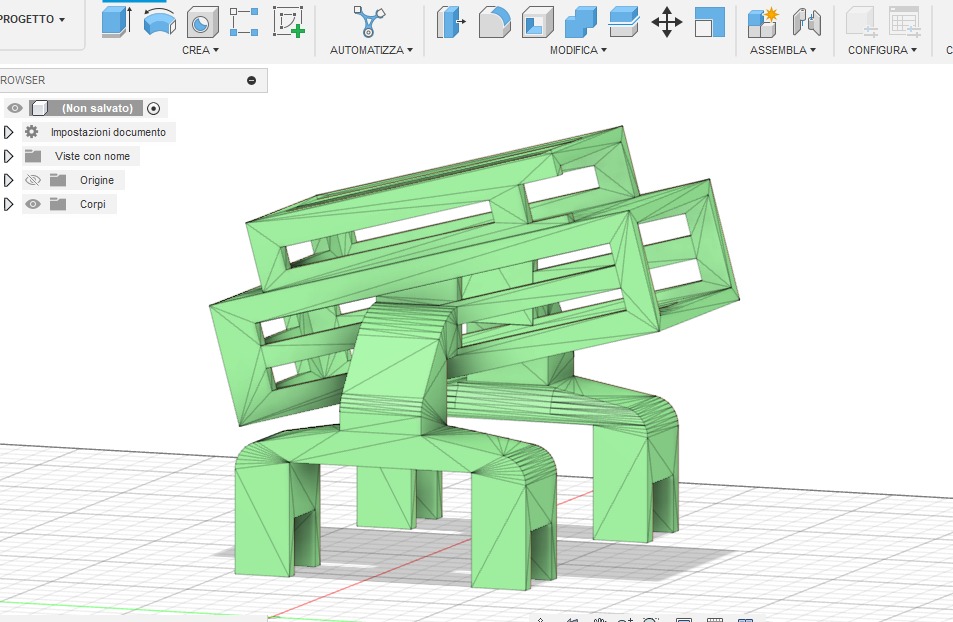 PROGETTO
CREA
AUTOMATIZZA
MODIFICA
ASSEMBLA
CONFIGURA
ROWSER
(Non salvato)
Impostazioni documento
Viste con nome
Origine
Corpi